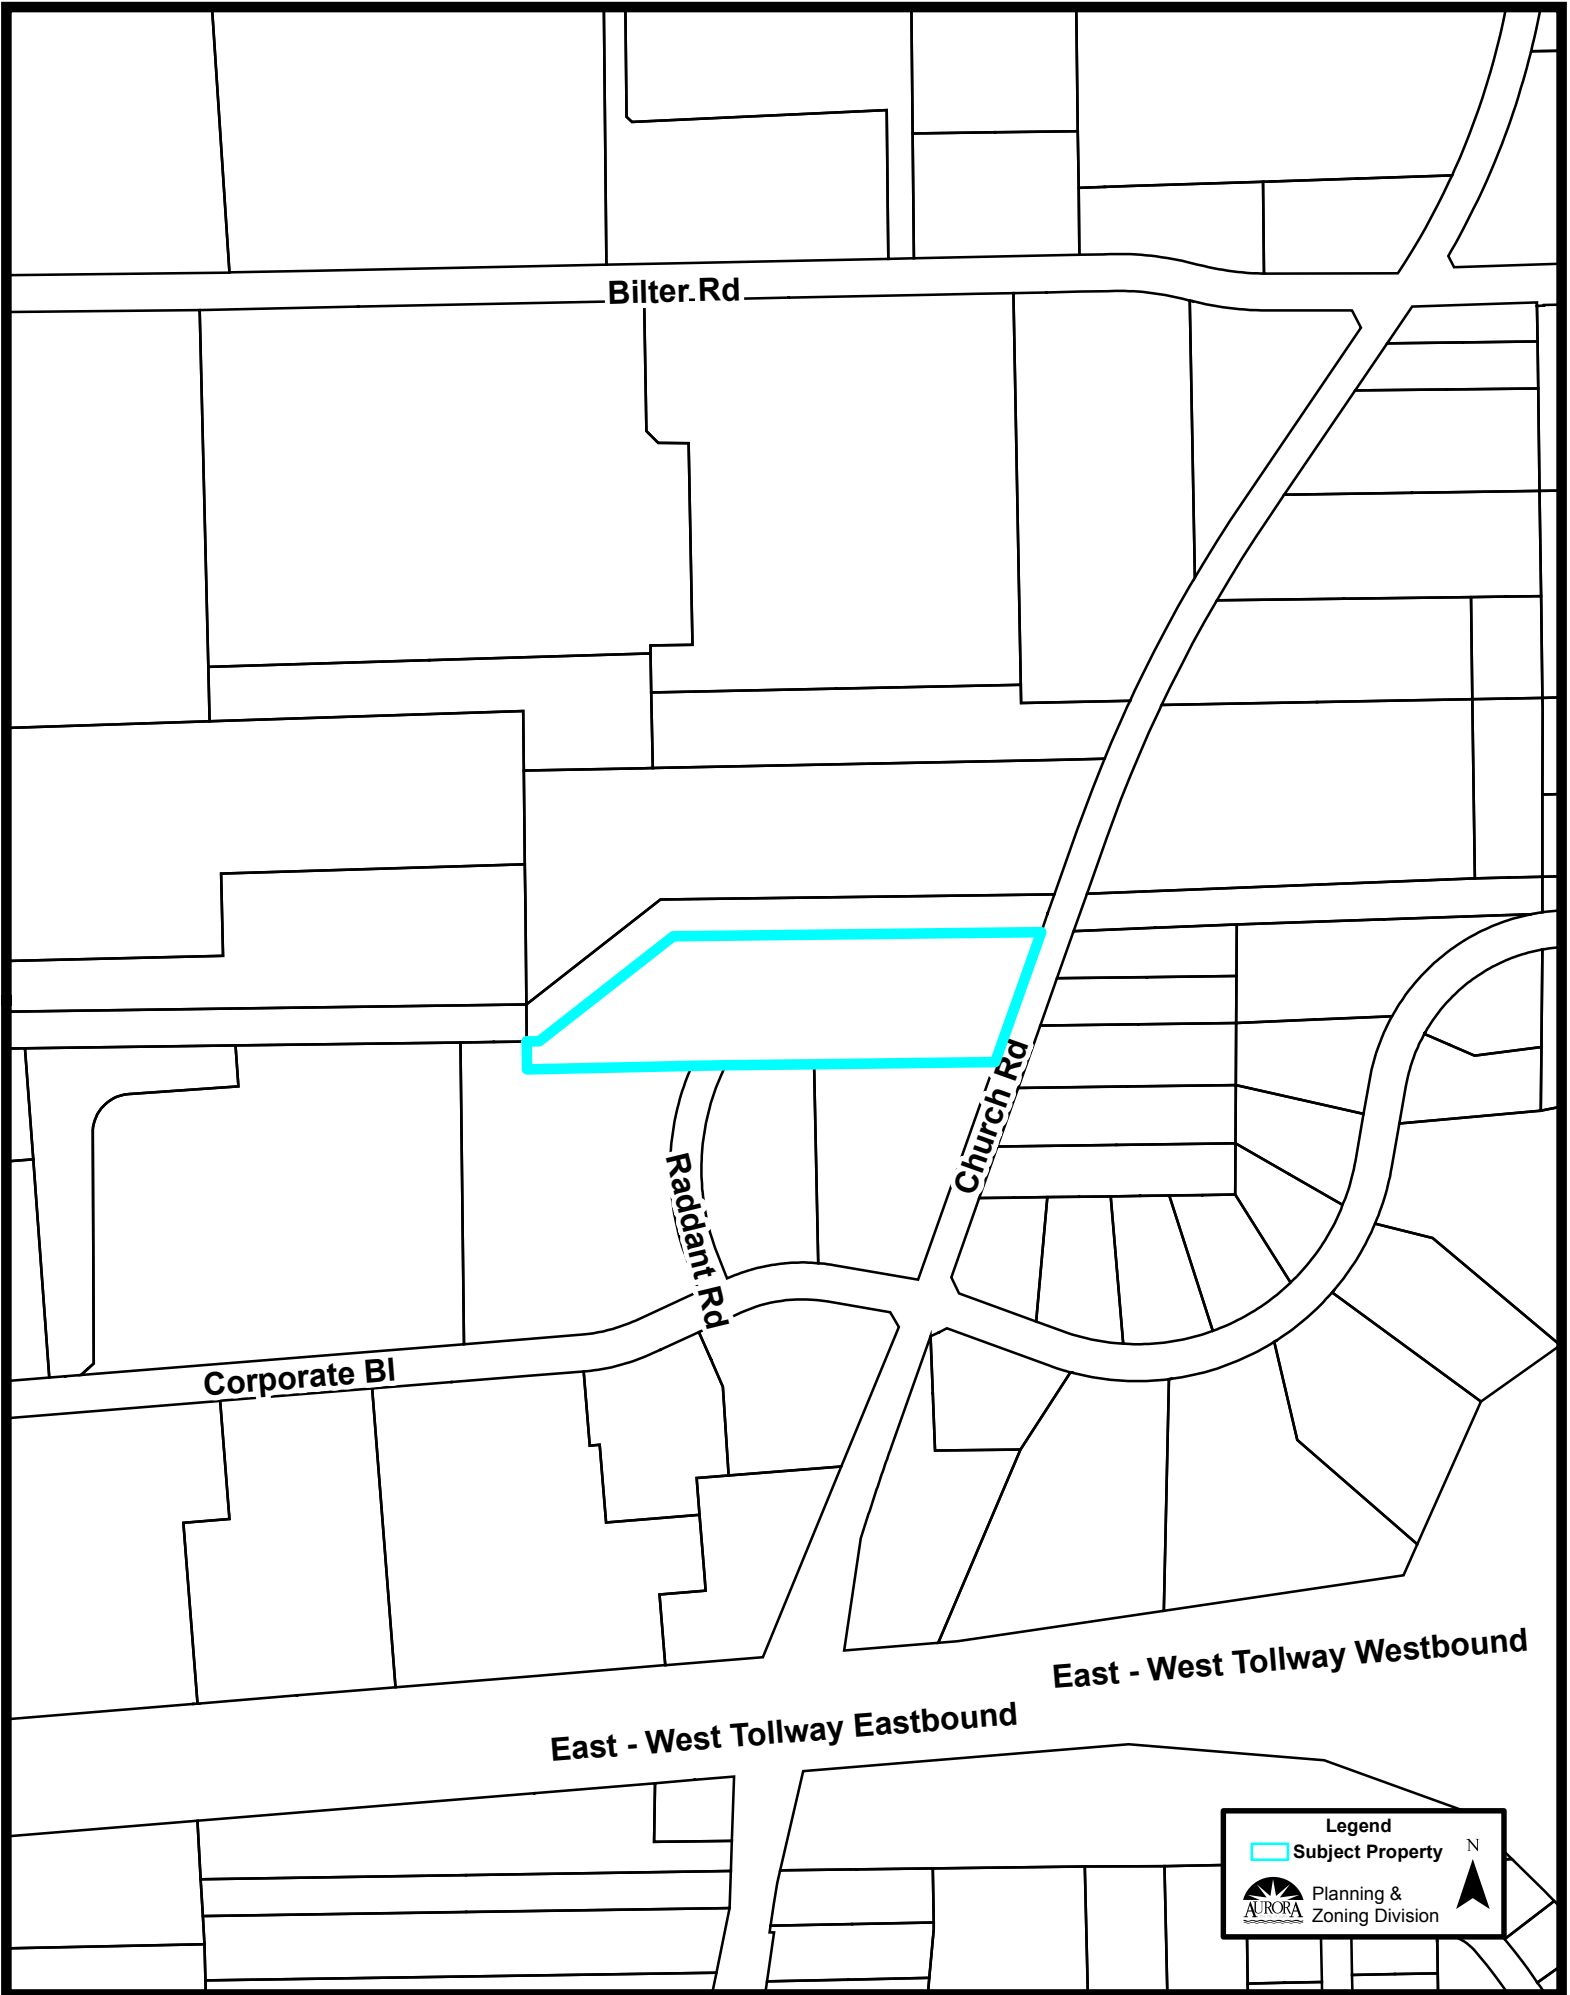 Bilter Rd
Church Rd
Raddant Rd
Corporate Bl
East - West Tollway Westbound
East - West Tollway Eastbound
Legend
Subject Property
N
AURORA
Planning &
Zoning Division